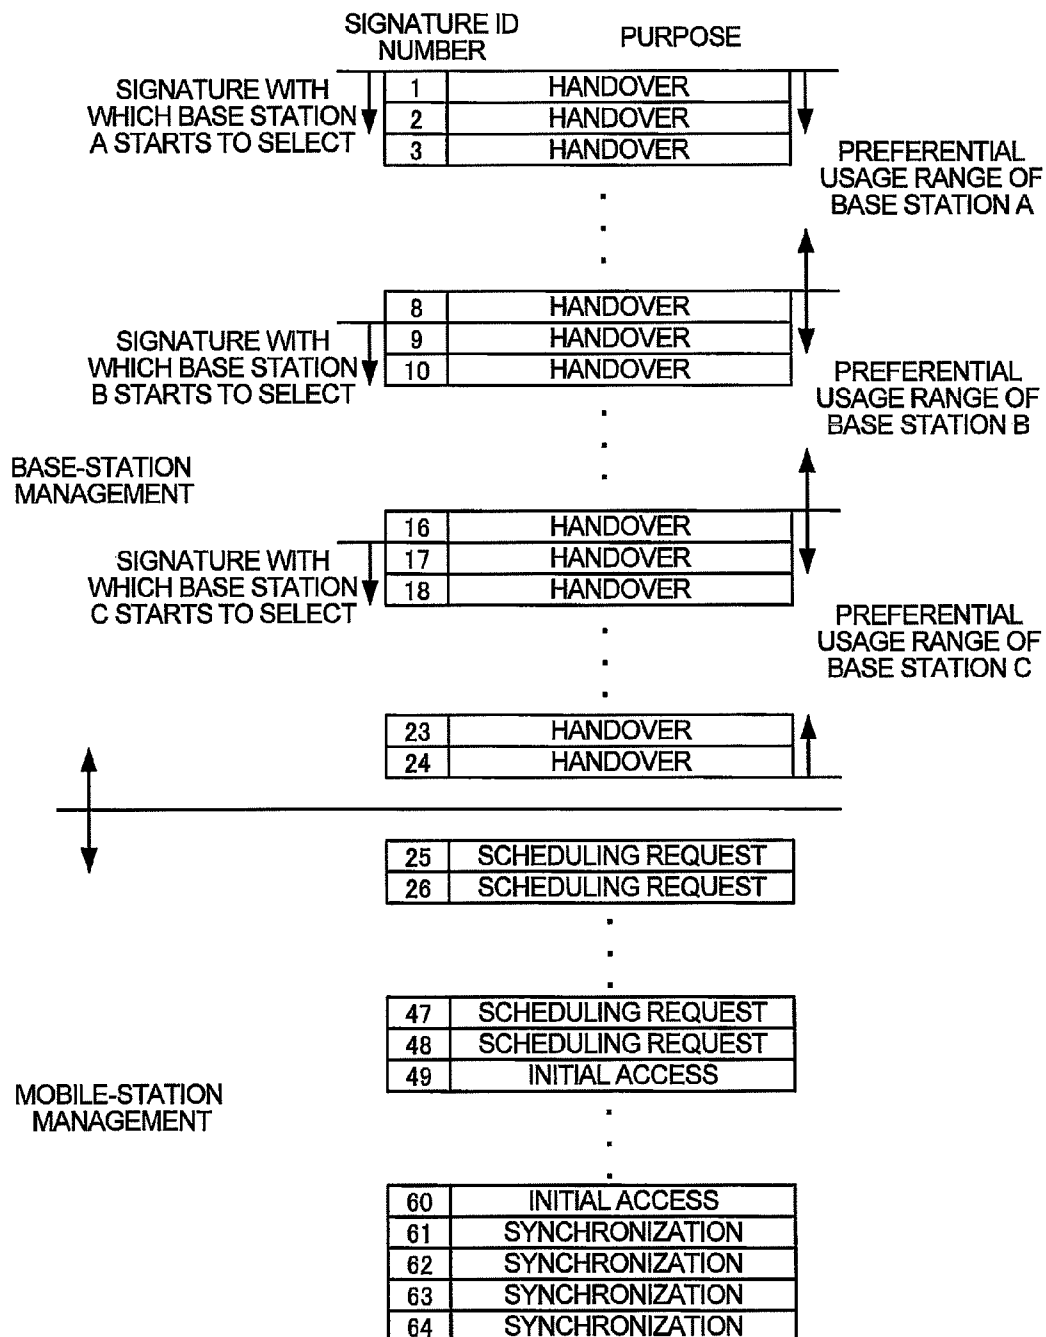 SIGNATURE ID
NUMBER
PURPOSE
SIGNATURE WITH
WHICH BASE STATION
A STARTS TO SELECT
1 HANDOVER
2 HANDOVER
3 HANDOVER
PREFERENTIAL
USAGE RANGE OF
BASE STATION A
8 HANDOVER
9 HANDOVER
10 HANDOVER
SIGNATURE WITH
WHICH BASE STATION
B STARTS TO SELECT
PREFERENTIAL
USAGE RANGE OF
BASE STATION B
BASE-STATION
MANAGEMENT
16 HANDOVER
17 HANDOVER
18 HANDOVER
SIGNATURE WITH
WHICH BASE STATION
C STARTS TO SELECT
PREFERENTIAL
USAGE RANGE OF
BASE STATION C
23 HANDOVER
24 HANDOVER
25 SCHEDULING REQUEST
26 SCHEDULING REQUEST
47 SCHEDULING REQUEST
48 SCHEDULING REQUEST
49 INITIAL ACCESS
MOBILE-STATION
MANAGEMENT
60 INITIAL ACCESS
61 SYNCHRONIZATION
62 SYNCHRONIZATION
63 SYNCHRONIZATION
64 SYNCHRONIZATION